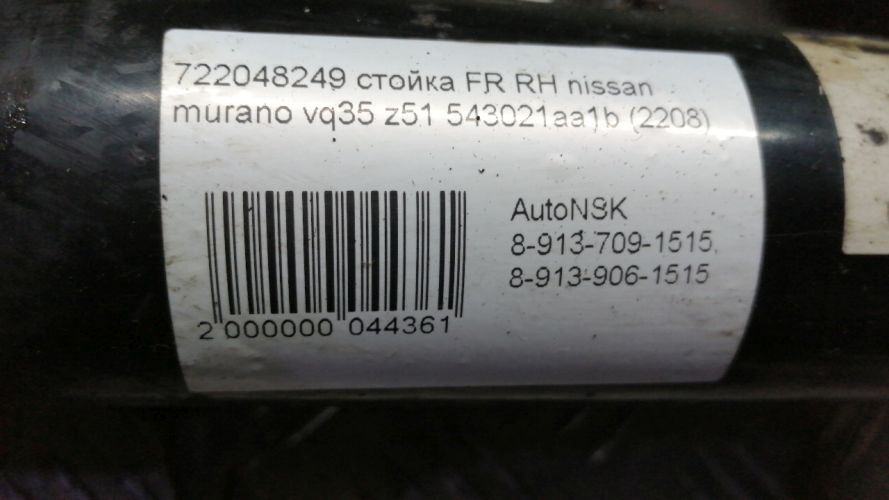 722048249 стойка FR RH nissan
murano vq35 z51 543021aa1b (2208)
AutoNSK
8-913-709-1515,
8-913-906-1515
2 000000 044361